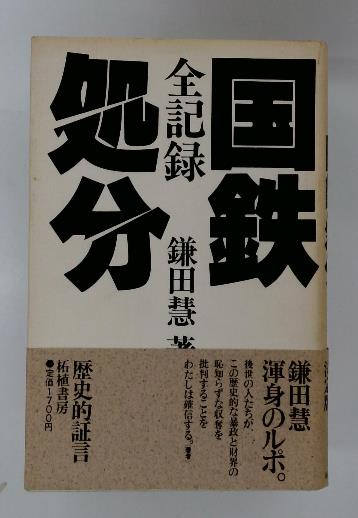 国鉄
処分
全記録
鎌田慧 著
鎌田慧
渾身のルポ。
後世の人たちが、
この歴史的な暴政と財界の
恥知らずな収奪を
批判することを
わたしは確信する。著者
歴史的証言
柘植書房
●定価1700円